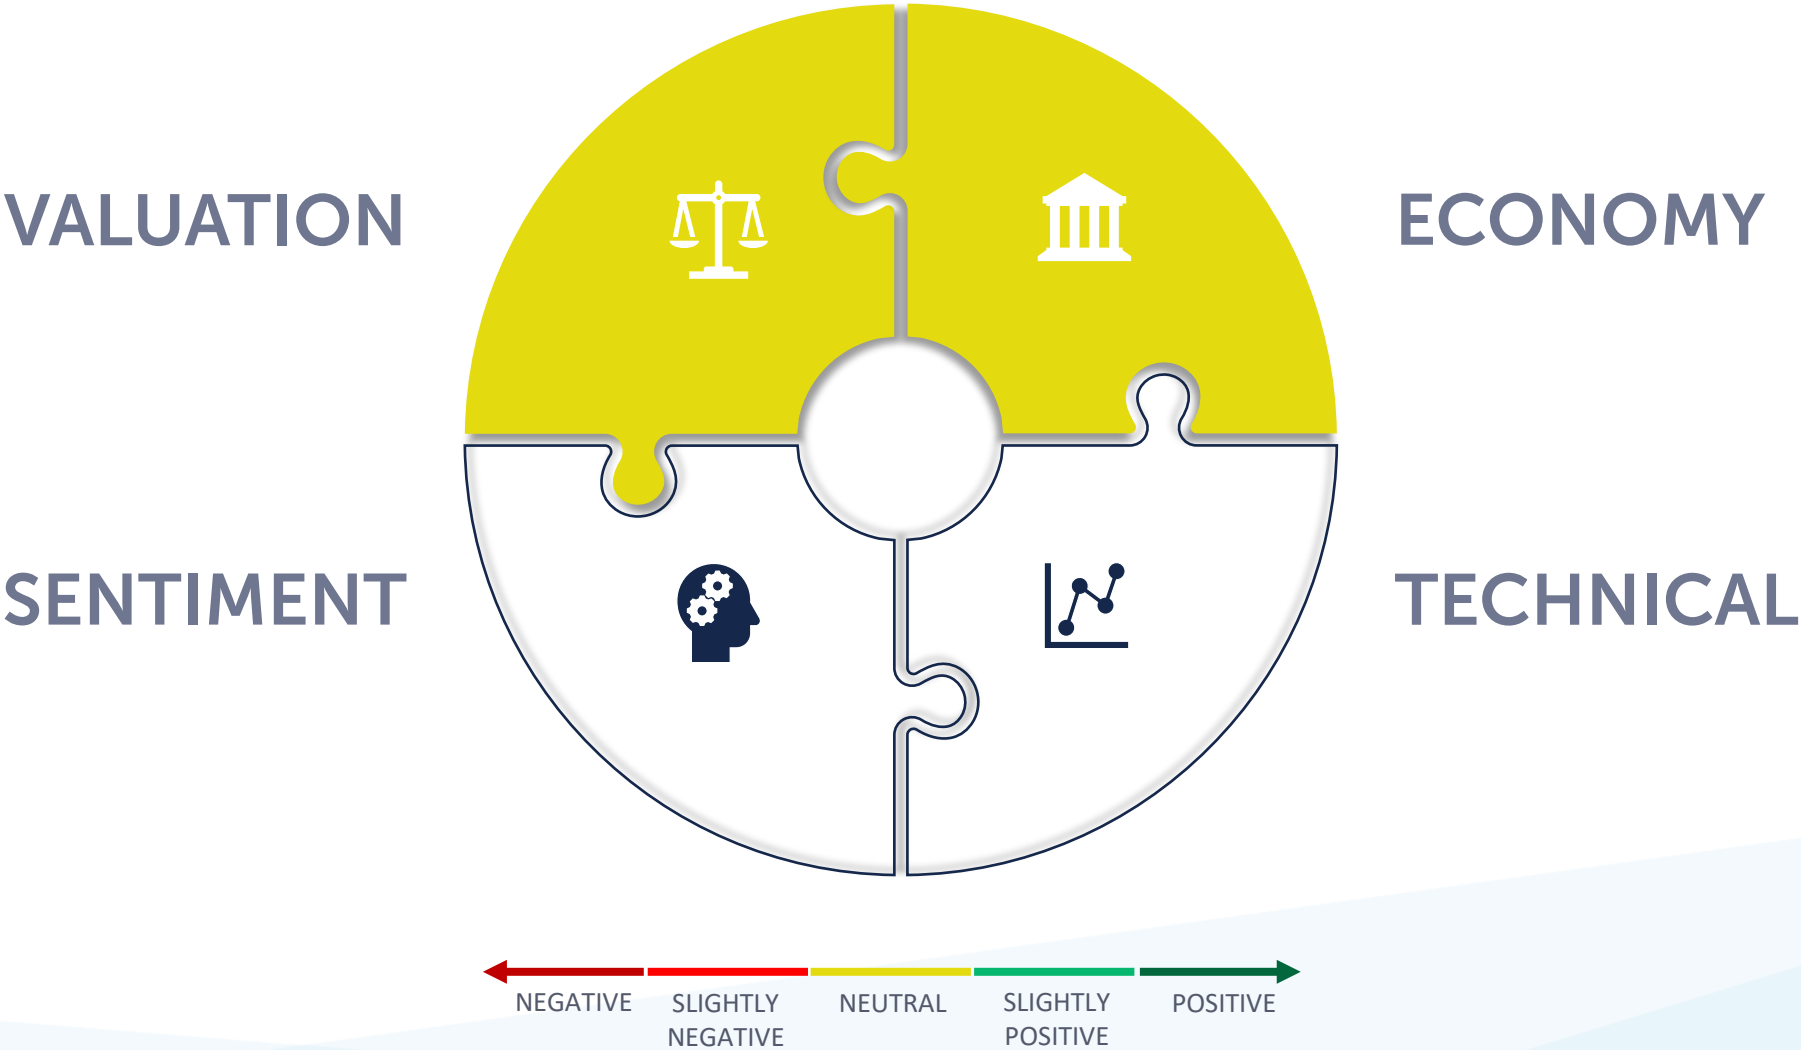 VALUATION
ECONOMY
SENTIMENT
TECHNICAL
NEGATIVE
SLIGHTLY
NEGATIVE
NEUTRAL
SLIGHTLY
POSITIVE
POSITIVE